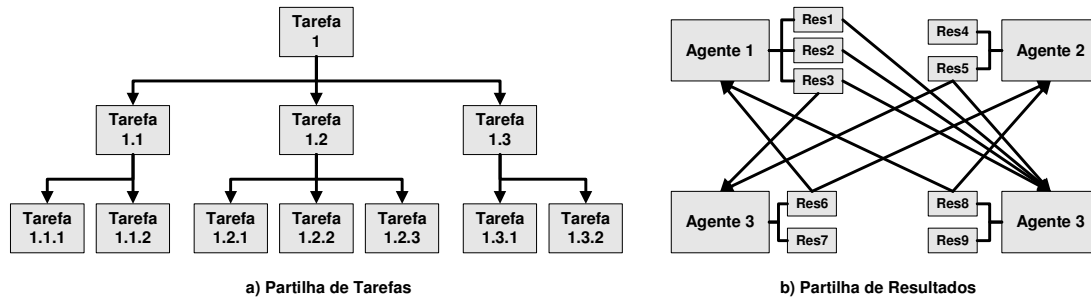 Tarefa
1
Tarefa
1.1
Tarefa
1.2
Tarefa
1.3
Tarefa
1.1.1
Tarefa
1.1.2
Tarefa
1.2.1
Tarefa
1.2.2
Tarefa
1.2.3
Tarefa
1.3.1
Tarefa
1.3.2
a) Partilha de Tarefas
Agente 1
Res1
Res2
Res3
Res4
Res5
Agente 2
Agente 3
Res6
Res7
Res8
Res9
Agente 3
b) Partilha de Resultados